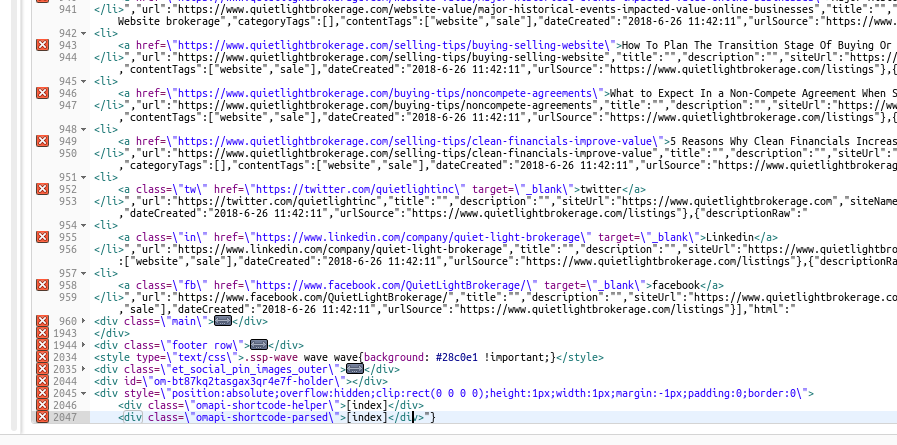 941 </li>","url":"https://www.quietlightbrokerage.com/website-value/major-historical-events-impacted-value-online-businesses","title":"","
Website brokerage","categoryTags":[],"contentTags":["website","sale"],"dateCreated":"2018-6-26 11:42:11","urlSource":"https://www.
942 <li>
943 <a href=\"https://www.quietlightbrokerage.com/selling-tips/buying-selling-website\">How To Plan The Transition Stage Of Buying Or
944 </li>","url":"https://www.quietlightbrokerage.com/selling-tips/buying-selling-website","title":"","description":"","siteUrl":"https:
,"contentTags":["website","sale"],"dateCreated":"2018-6-26 11:42:11","urlSource":"https://www.quietlightbrokerage.com/listings"},{
945 <li>
946 <a href=\"https://www.quietlightbrokerage.com/buying-tips/noncompete-agreements\">What to Expect In a Non-Compete Agreement When S
947 </li>","url":"https://www.quietlightbrokerage.com/buying-tips/noncompete-agreements","title":"","description":"","siteUrl":"https://ww
,"contentTags":["website","sale"],"dateCreated":"2018-6-26 11:42:11","urlSource":"https://www.quietlightbrokerage.com/listings"},{
948 <li>
949 <a href=\"https://www.quietlightbrokerage.com/selling-tips/clean-financials-improve-value\">5 Reasons Why Clean Financials Increas
950 </li>","url":"https://www.quietlightbrokerage.com/selling-tips/clean-financials-improve-value","title":"","description":"","siteUrl":"
,"categoryTags":[],"contentTags":["website","sale"],"dateCreated":"2018-6-26 11:42:11","urlSource":"https://www.quietlightbrokerag
951 <li>
952 <a class=\"tw\" href=\"https://twitter.com/quietlightinc\" target=\"_blank\">twitter</a>
953 </li>","url":"https://twitter.com/quietlightinc","title":"","description":"","siteUrl":"https://www.quietlightbrokerage.com","siteName
,"dateCreated":"2018-6-26 11:42:11","urlSource":"https://www.quietlightbrokerage.com/listings"},{"descriptionRaw":"
954 <li>
955 <a class=\"in\" href=\"https://www.linkedin.com/company/quiet-light-brokerage\" target=\"_blank\">Linkedin</a>
956 </li>","url":"https://www.linkedin.com/company/quiet-light-brokerage","title":"","description":"","siteUrl":"https://www.quietlightbro
:["website","sale"],"dateCreated":"2018-6-26 11:42:11","urlSource":"https://www.quietlightbrokerage.com/listings"},{"descriptionRa
957 <li>
958 <a class=\"fb\" href=\"https://www.facebook.com/QuietLightBrokerage/\" target=\"_blank\">facebook</a>
959 </li>","url":"https://www.facebook.com/QuietLightBrokerage/","title":"","description":"","siteUrl":"https://www.quietlightbrokerage.co
,"sale"],"dateCreated":"2018-6-26 11:42:11","urlSource":"https://www.quietlightbrokerage.com/listings"}],"html":"
960 <div class=\"main\"></div>
1943 </div>
1944 <div class=\"footer row\"></div>
2034 <style type=\"text/css\">.ssp-wave wave wave{background: #28c0e1 !important;}</style>
2035 <div class=\"et_social_pin_images_outer\"></div>
2044 <div id=\"om-bt87kq2tasgax3qr4e7f-holder\"></div>
2045 <div style=\"position:absolute;overflow:hidden;clip:rect(0 0 0 0);height:1px;width:1px;margin:-1px;padding:0;border:0\">
2046 <div class=\"omapi-shortcode-helper\">[index]</div>
2047 <div class=\"omapi-shortcode-parsed\">[index]</div>"}